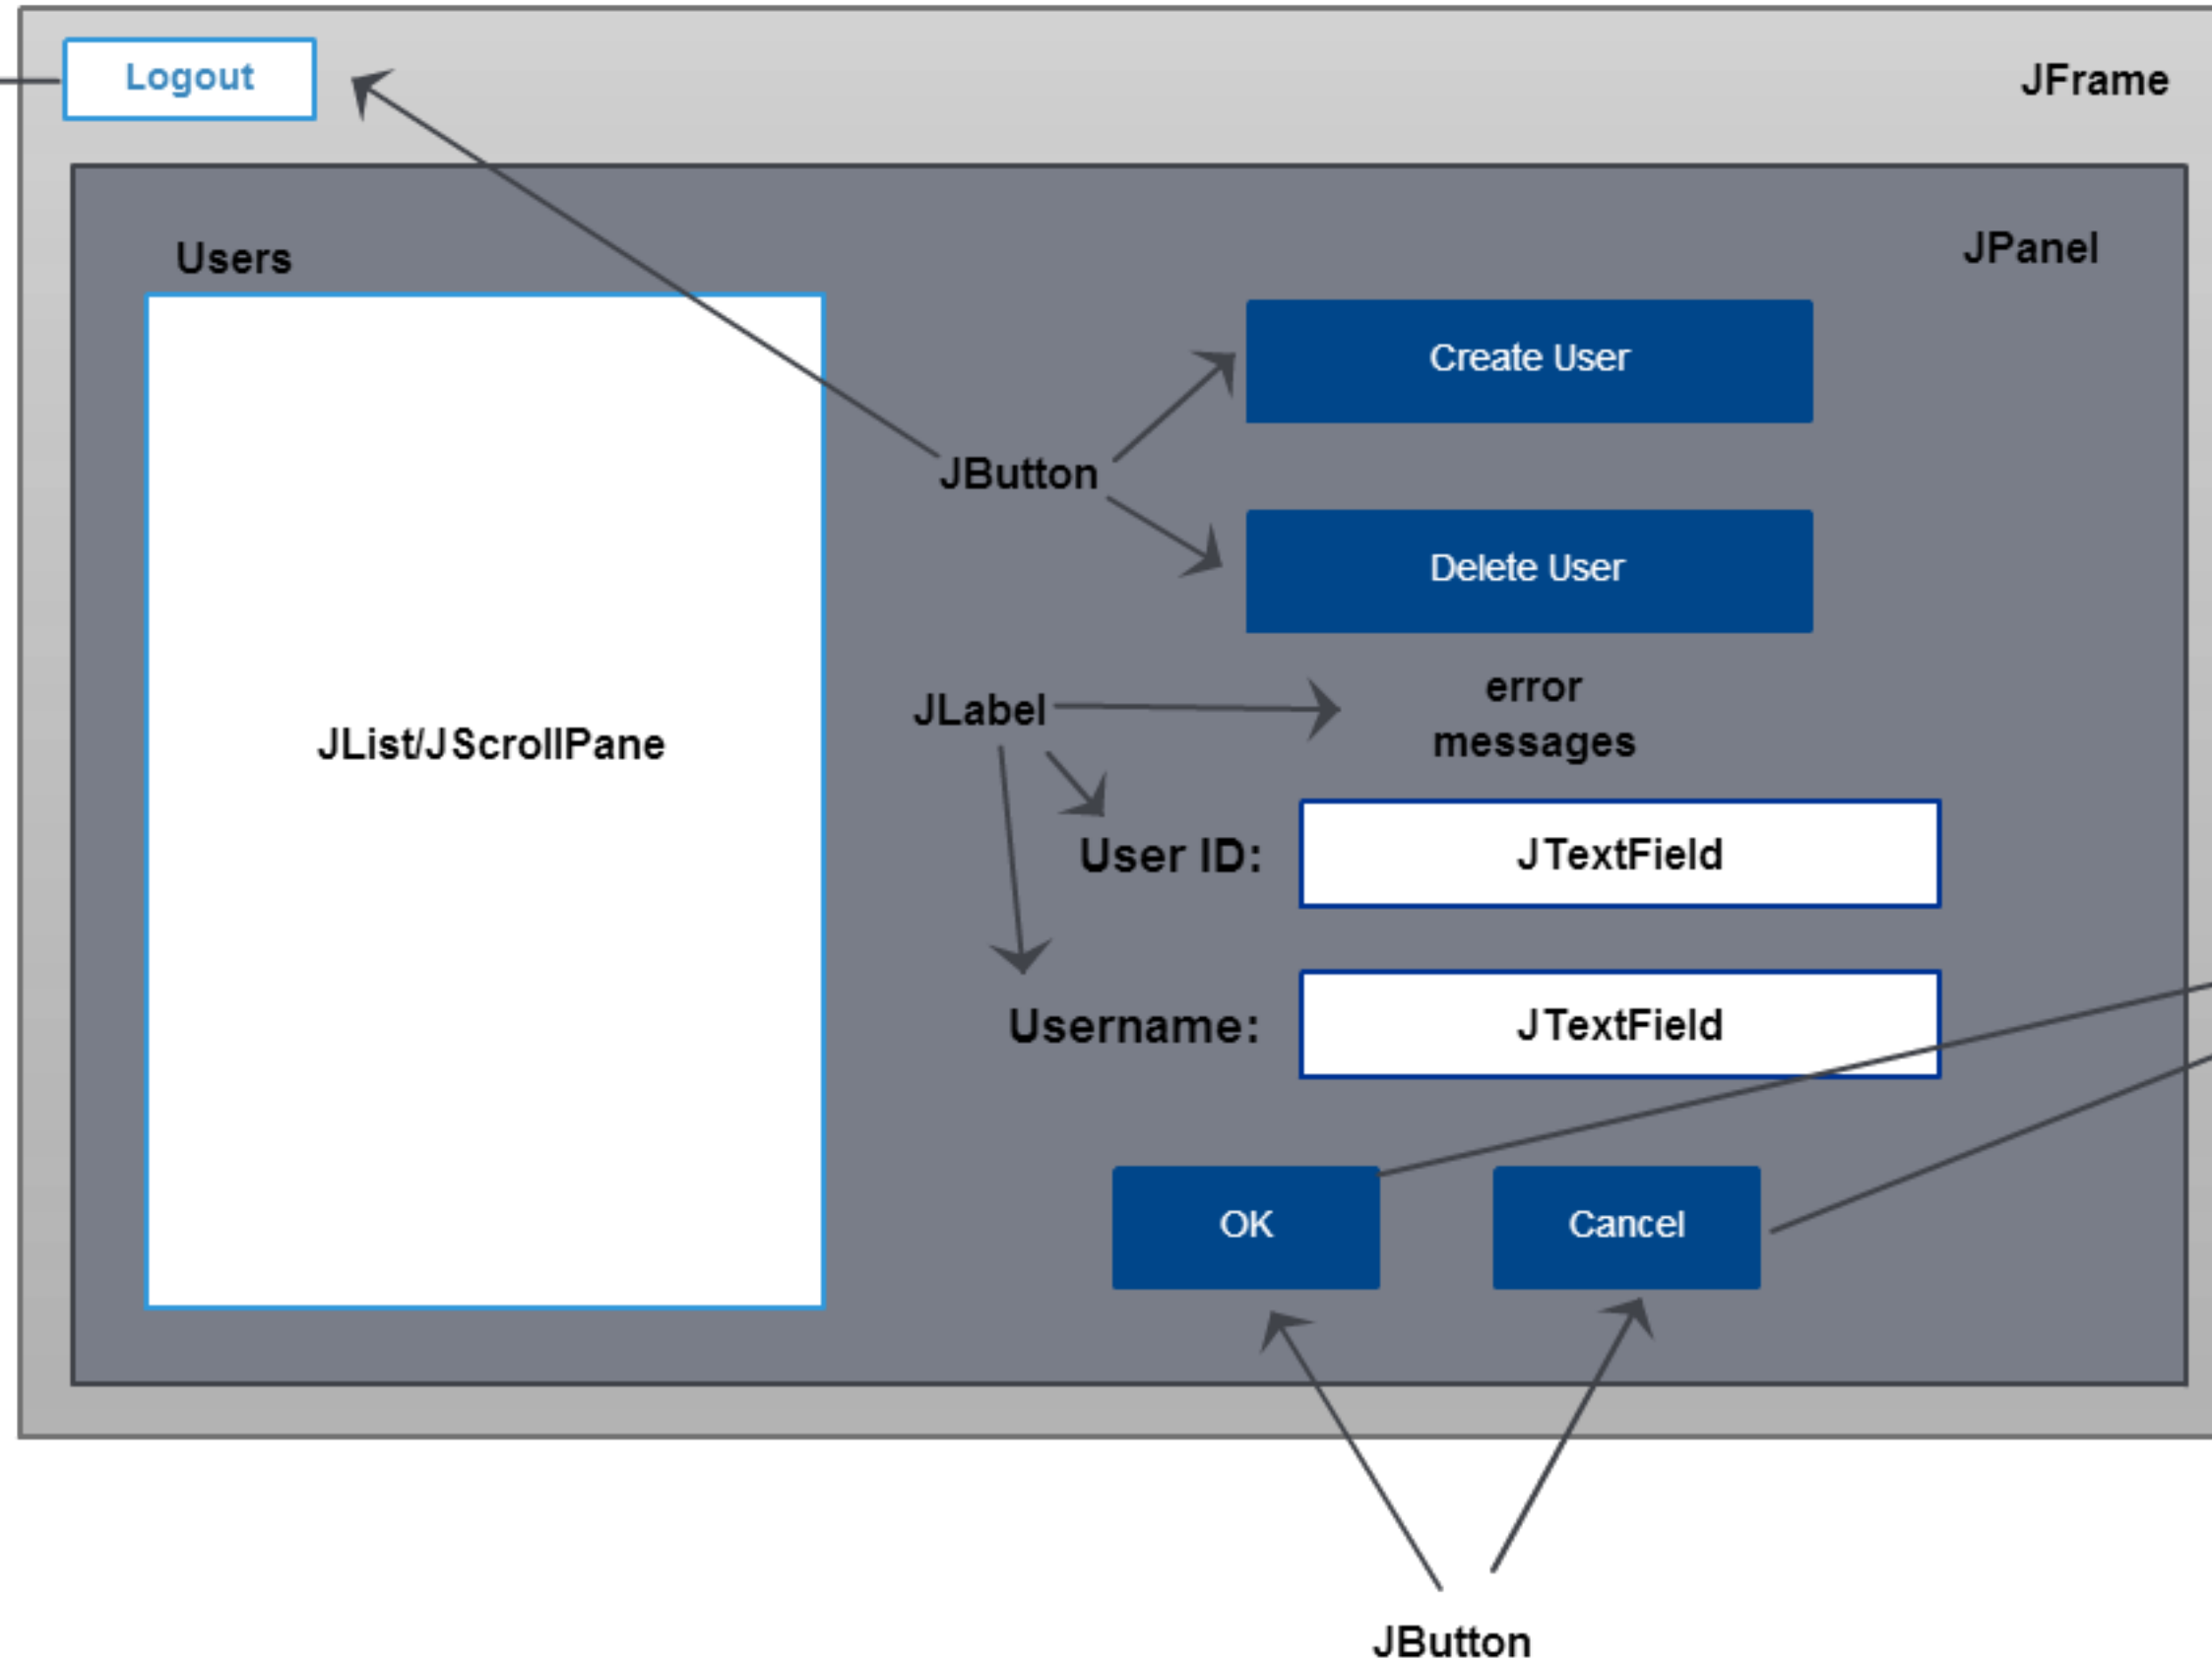 Logout
JFrame
Users
JPanel
Create User
JButton
Delete User
error
messages
JLabel
JList/JScrollPane
User ID:
JTextField
Username:
JTextField
OK
Cancel
JButton